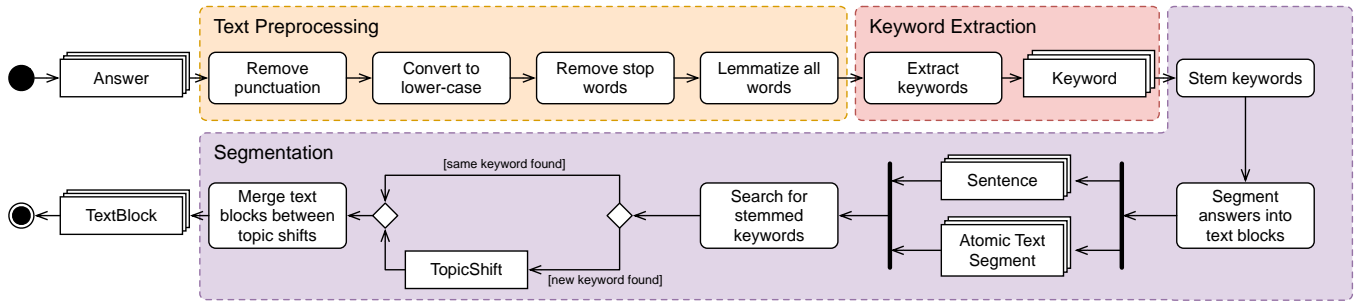 Text Preprocessing
Keyword Extraction
Answer
Remove
punctuation
Convert to
lower-case
Remove stop
words
Lemmatize all
words
Extract
keywords
Keyword
Stem keywords
Segmentation
[same keyword found]
TextBlock
Merge text
blocks between
topic shifts
TopicShift
[new keyword found]
Search for
stemmed
keywords
Sentence
Atomic Text
Segment
Segment
answers into
text blocks